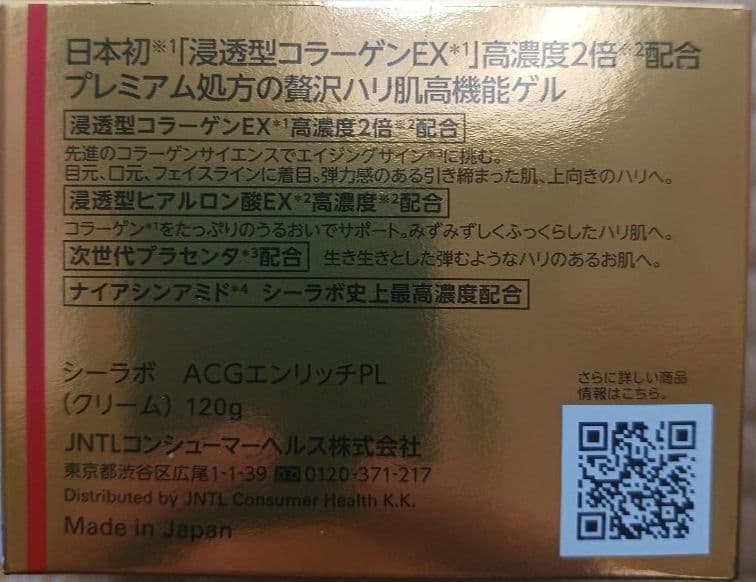 日本初※1「浸透型コラーゲンEX*1」高濃度2倍※2配合
プレミアム処方の贅沢ハリ肌高機能ゲル
浸透型コラーゲンEX*1高濃度2倍※2配合
先進のコラーゲンサイエンスでエイジングサイン※3に挑む。
目元、口元、フェイスラインに着目。弾力感のある引き締まった肌、上向きのハリへ。
浸透型ヒアルロン酸EX*2高濃度※2配合
コラーゲン*1をたっぷりのうるおいでサポート。みずみずしくふっくらしたハリ肌へ。
次世代プラセンタ*3配合 生き生きとした弾むようなハリのあるお肌へ。
ナイアシンアミド*4 シーラボ史上最高濃度配合
シーラボ ACGエンリッチPL
(クリーム) 120g
JNTLコンシューマーヘルス株式会社
東京都渋谷区広尾1-1-39 0120-371-217
Distributed by JNTL Consumer Health K.K.
Made in Japan
さらに詳しい商品
情報はこちら。